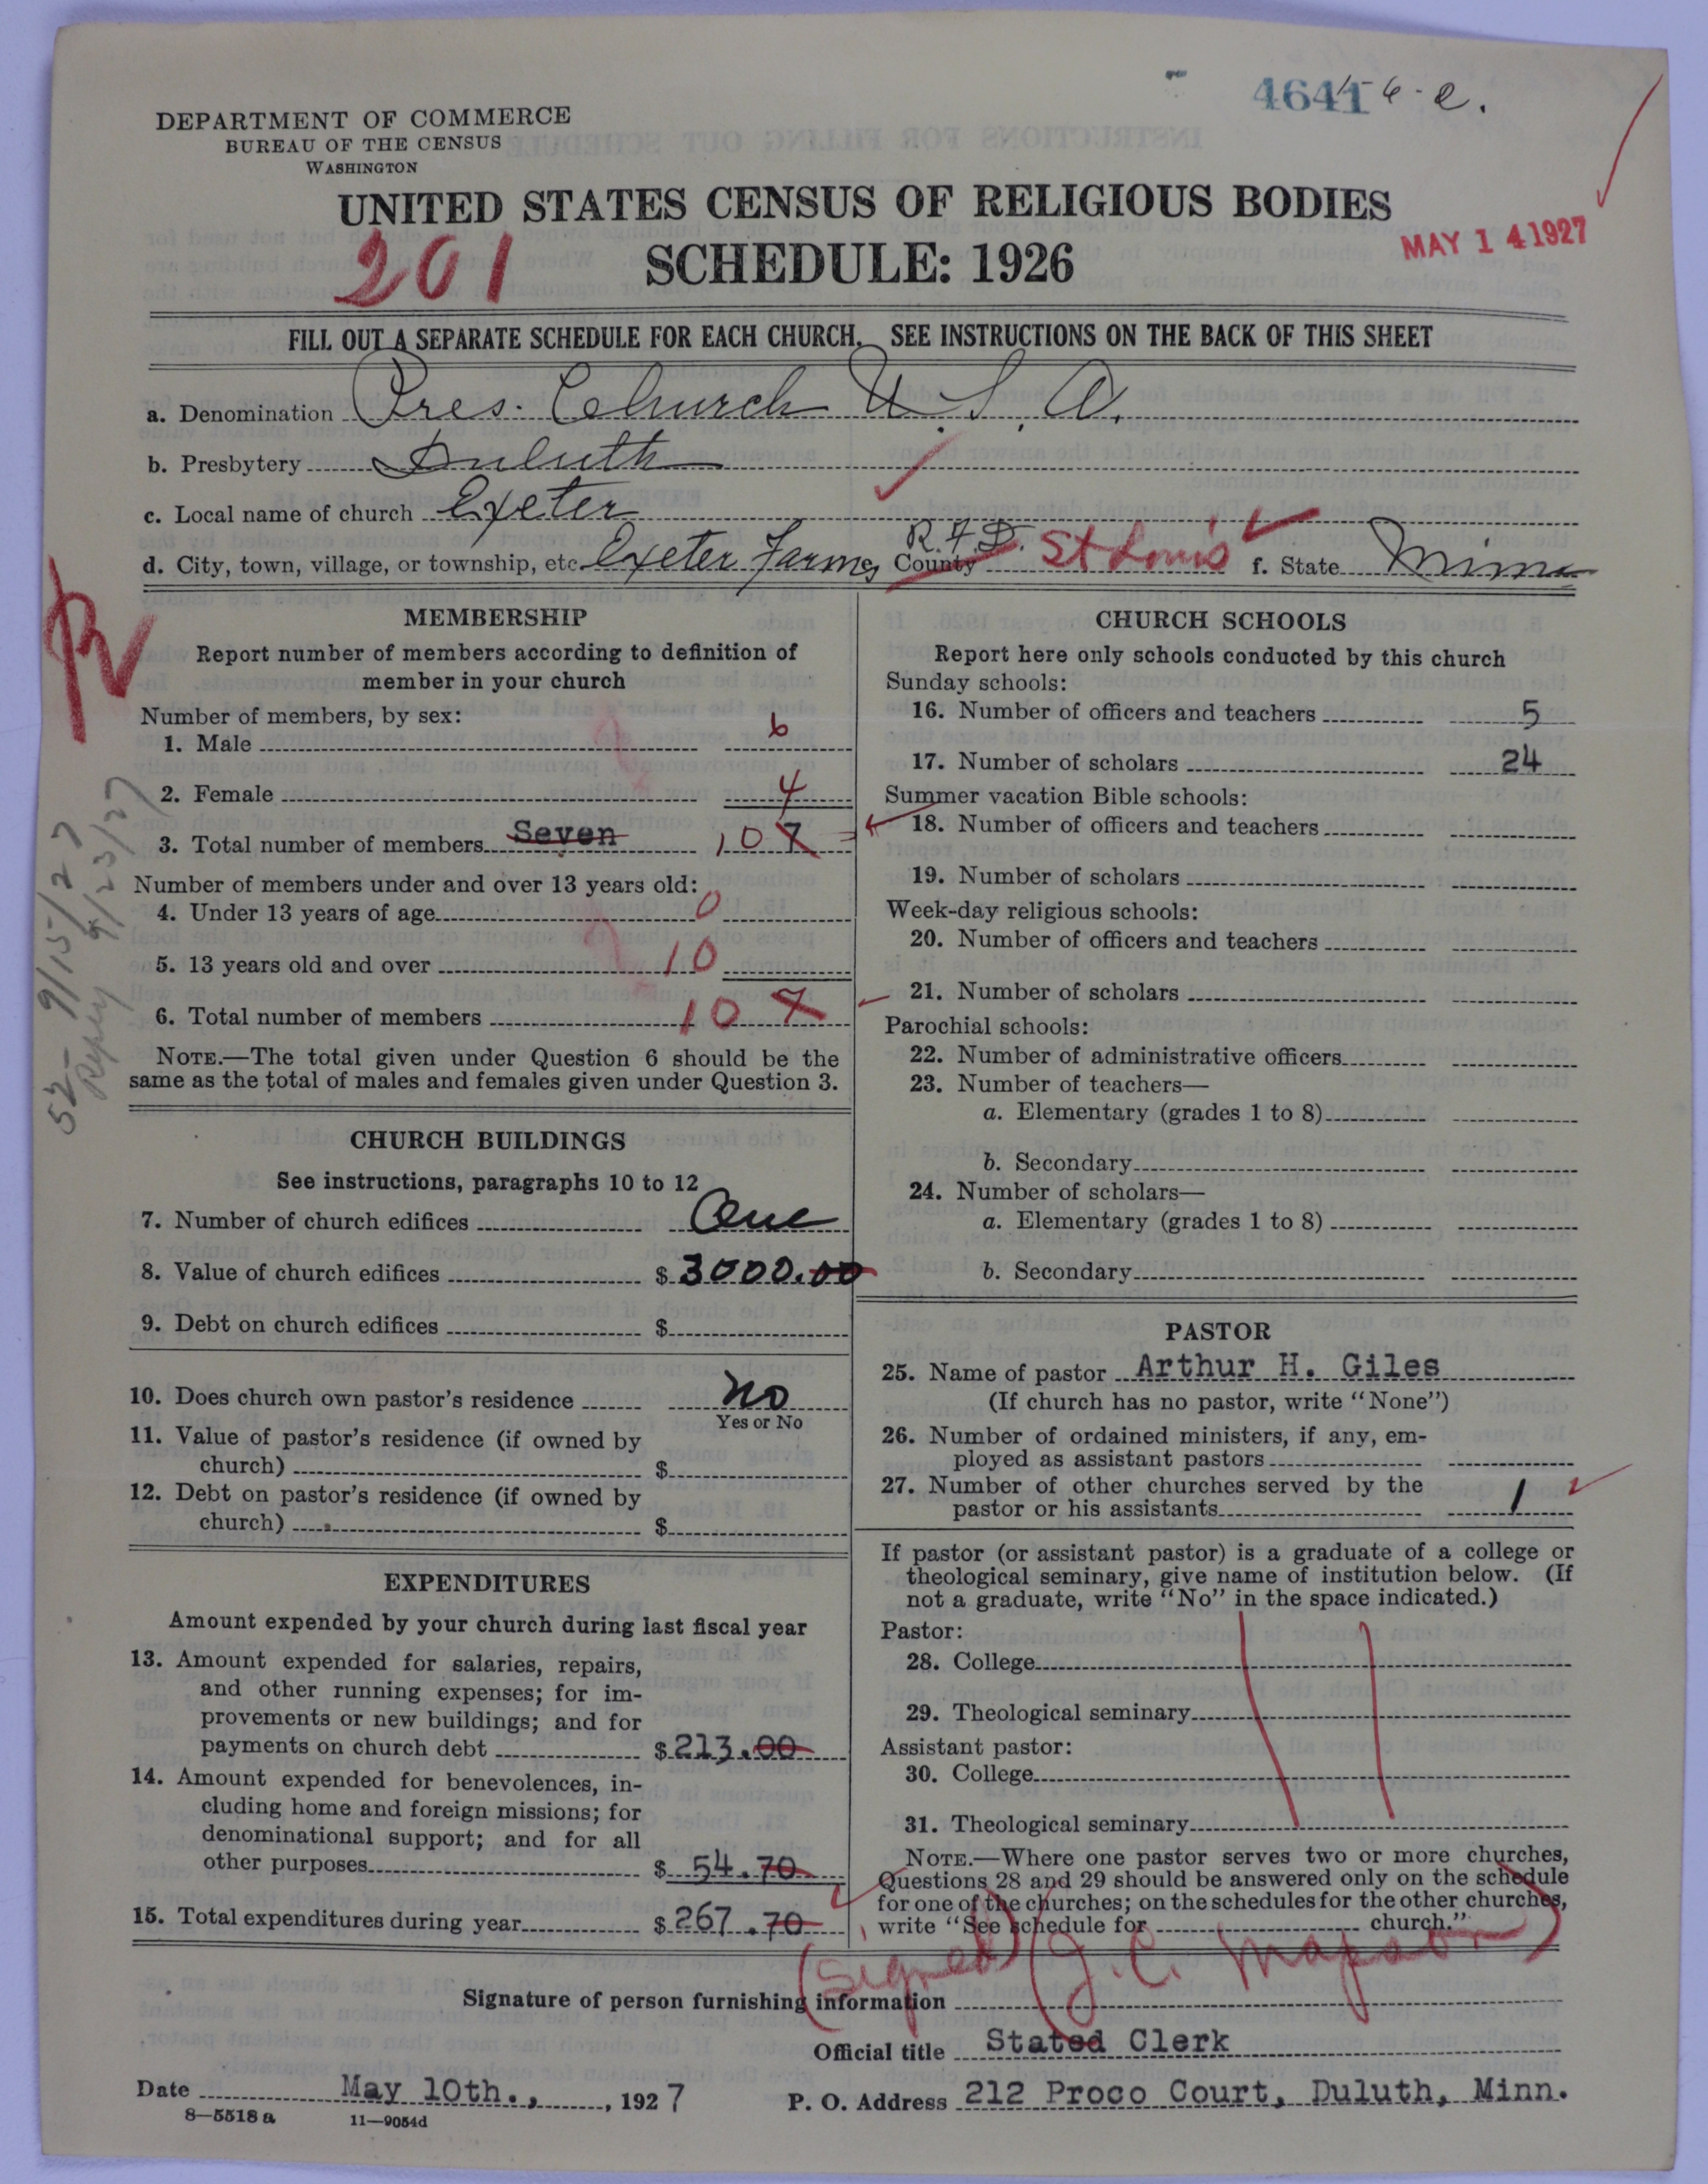 4641 5-6-e.
DEPARTMENT OF COMMERCE
BUREAU OF THE CENSUS
WASHINGTON
UNITED STATES CENSUS OF RELIGIOUS BODIES
201 SCHEDULE: 1926
MAY 14 1927
FILL OUT A SEPARATE SCHEDULE FOR EACH CHURCH. SEE INSTRUCTIONS ON THE BACK OF THIS SHEET
a. Denomination Pres. Church U. S. A.
b. Presbytery Duluth
c. Local name of church Exeter
d. City, town, village, or township, etc. Exeter Farms, R.F.D. County St Louis f. State Minn
MEMBERSHIP
Report number of members according to definition of
member in your church
Number of members, by sex:
1. Male 6
2. Female 4
3. Total number of members Seven 10 7
Number of members under and over 13 years old:
4. Under 13 years of age 0
5. 13 years old and over 10
6. Total number of members 10 7
NOTE.—The total given under Question 6 should be the
same as the total of males and females given under Question 3.
52- 9/15/27
Reply 9/23/27
CHURCH BUILDINGS
See instructions, paragraphs 10 to 12
7. Number of church edifices One
8. Value of church edifices $ 3000.00
9. Debt on church edifices $
10. Does church own pastor's residence no
Yes or No
11. Value of pastor's residence (if owned by
church) $
12. Debt on pastor's residence (if owned by
church) $
EXPENDITURES
Amount expended by your church during last fiscal year
13. Amount expended for salaries, repairs,
and other running expenses; for im-
provements or new buildings; and for
payments on church debt $ 213.00
14. Amount expended for benevolences, in-
cluding home and foreign missions; for
denominational support; and for all
other purposes $ 54.70
15. Total expenditures during year $ 267.70
CHURCH SCHOOLS
Report here only schools conducted by this church
Sunday schools:
16. Number of officers and teachers 5
17. Number of scholars 24
Summer vacation Bible schools:
18. Number of officers and teachers
19. Number of scholars
Week-day religious schools:
20. Number of officers and teachers
21. Number of scholars
Parochial schools:
22. Number of administrative officers
23. Number of teachers—
a. Elementary (grades 1 to 8)
b. Secondary
24. Number of scholars—
a. Elementary (grades 1 to 8)
b. Secondary
PASTOR
25. Name of pastor Arthur H. Giles
(If church has no pastor, write "None")
26. Number of ordained ministers, if any, em-
ployed as assistant pastors
27. Number of other churches served by the
pastor or his assistants 1
If pastor (or assistant pastor) is a graduate of a college or
theological seminary, give name of institution below. (If
not a graduate, write "No" in the space indicated.)
Pastor:
28. College
29. Theological seminary
Assistant pastor:
30. College
31. Theological seminary
NOTE.—Where one pastor serves two or more churches,
Questions 28 and 29 should be answered only on the schedule
for one of the churches; on the schedules for the other churches,
write "See schedule for church."
(Signed) (J. C. Mapson)
Signature of person furnishing information
Official title Stated Clerk
Date May 10th., , 1927 P. O. Address 212 Proco Court, Duluth, Minn.
8—5518 a 11—9054d